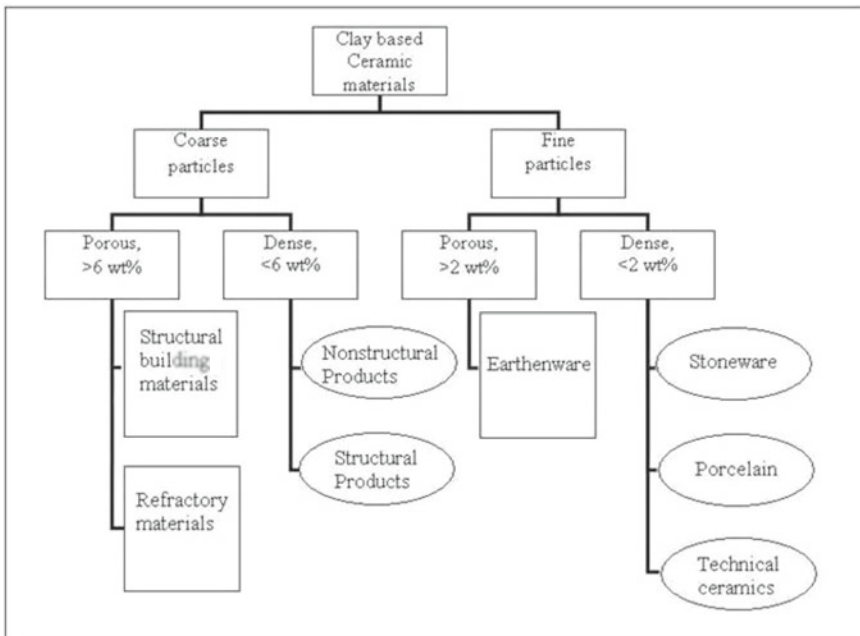 Clay based
Ceramic
materials
Coarse
particles
Fine
particles
Porous,
>6 wt%
Dense,
<6 wt%
Porous,
>2 wt%
Dense,
<2 wt%
Structural
building
materials
Refractory
materials
Nonstructural
Products
Structural
Products
Earthenware
Stoneware
Porcelain
Technical
ceramics